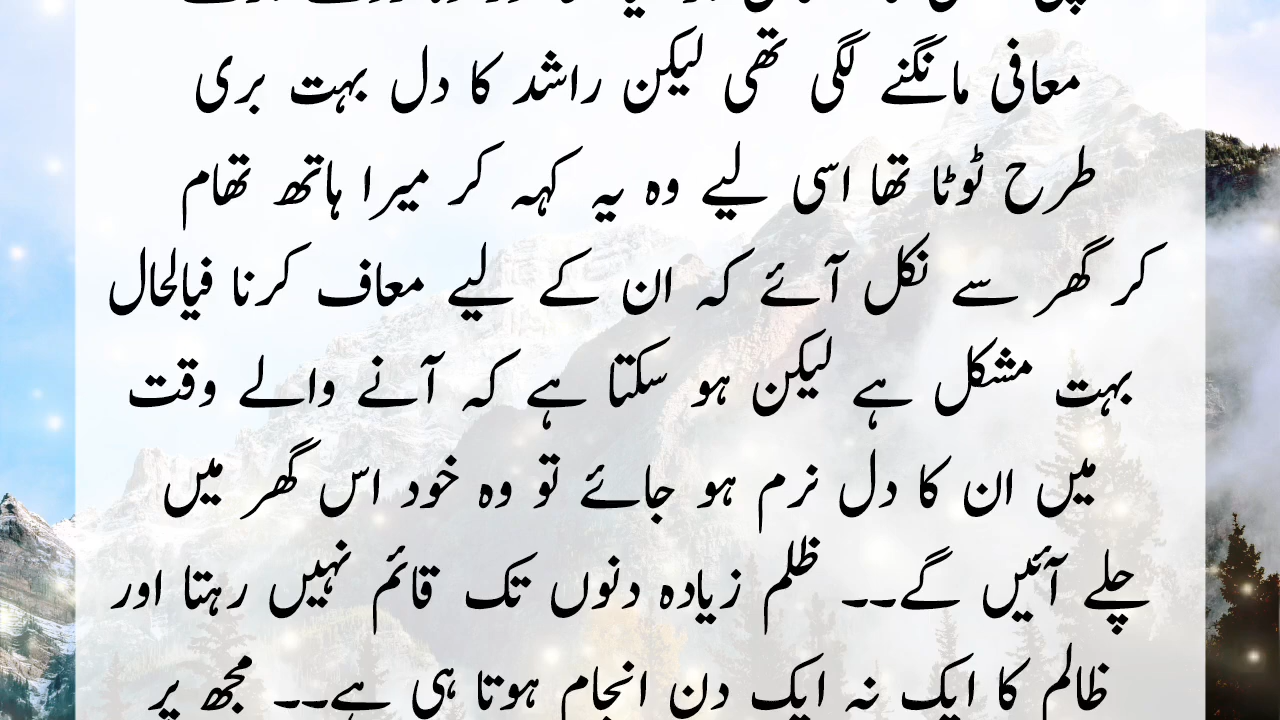 معافی مانگنے لگی تھی لیکن راشد کا دل بہت بری
طرح ٹوٹا تھا اسی لیے وہ یہ کہہ کر میرا ہاتھ تھام
کر گھر سے نکل آئے کہ ان کے لیے معاف کرنا فیالحال
بہت مشکل ہے لیکن ہو سکتا ہے کہ آنے والے وقت
میں ان کا دل نرم ہو جائے تو وہ خود اس گھر میں
چلے آئیں گے۔۔ ظلم زیادہ دنوں تک قائم نہیں رہتا اور
ظالم کا ایک نہ ایک دن انجام ہوتا ہی ہے۔۔ مجھ پر